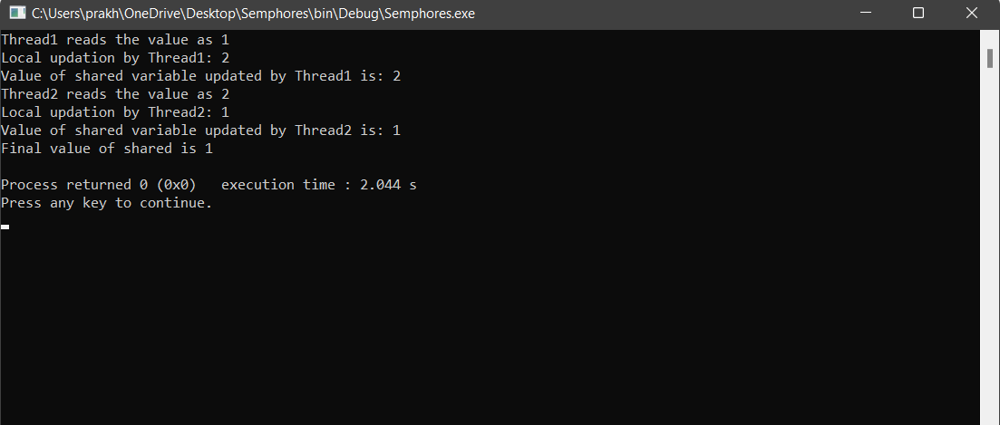 C:\Users\prakh\OneDrive\Desktop\Semphores\bin\Debug\Semphores.exe
Thread1 reads the value as 1
Local updation by Thread1: 2
Value of shared variable updated by Thread1 is: 2
Thread2 reads the value as 2
Local updation by Thread2: 1
Value of shared variable updated by Thread2 is: 1
Final value of shared is 1
Process returned 0 (0x0)   execution time : 2.044 s
Press any key to continue.